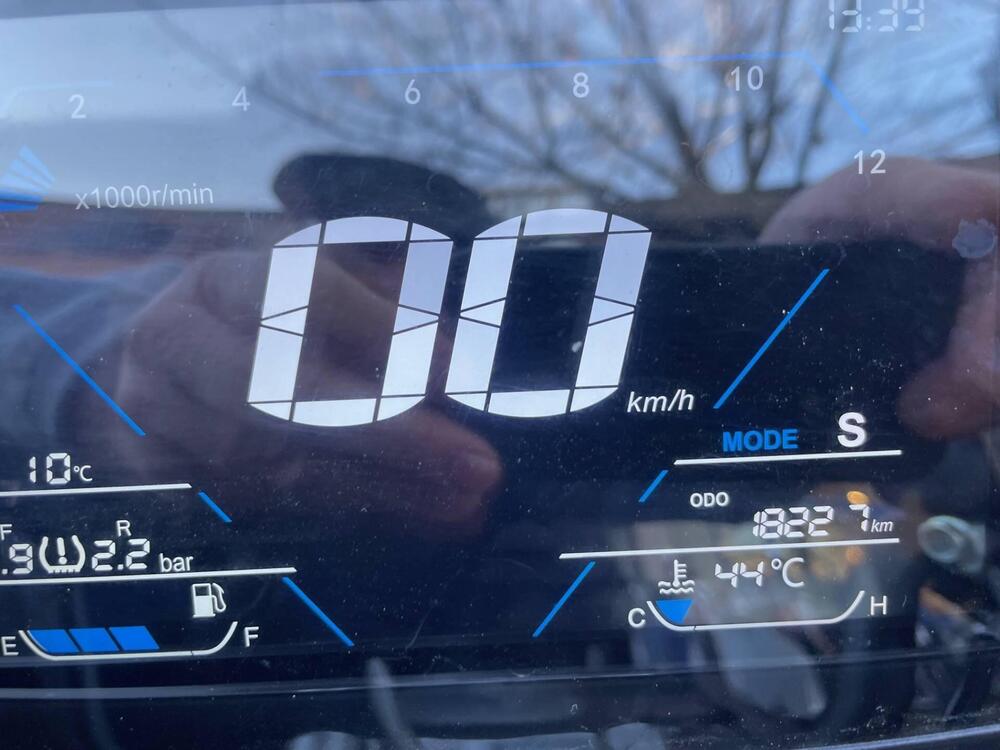 2 4 6 8 10 12
x1000r/min
00 km/h
MODE S
10°C
ODO
18227 km
F R
.9 (!) 2.2 bar
44°C
E F
C H